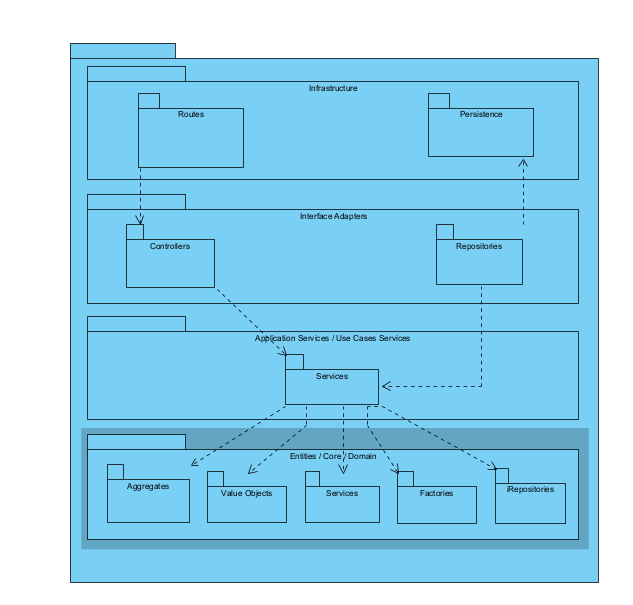 Infrastructure
Routes
Persistence
Interface Adapters
Controllers
Repositories
Application Services / Use Cases Services
Services
Entities / Core / Domain
Aggregates
Value Objects
Services
Factories
iRepositories